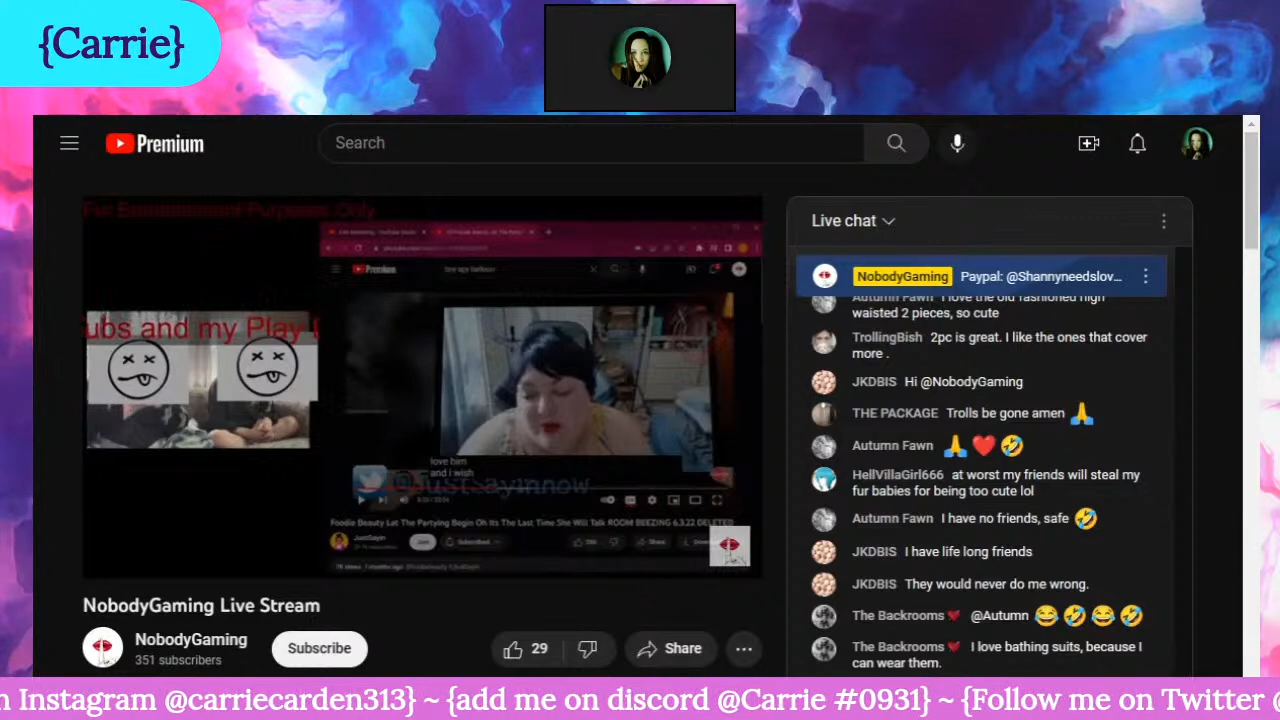 {Carrie}
Premium
Search
For Entertainment Purposes Only
Premium
ubs and my Play l
love him
and i wish
@Justsayinnow
Foodie Beauty Let The Partying Begin Oh Its The Last Time She Will Talk ROOM BEEZING 6.3.22 DELETED
JustSayin
Join
Subscribed
Share
NobodyGaming Live Stream
NobodyGaming
351 subscribers
Subscribe
29
Share
Live chat
NobodyGaming Paypal: @Shannyneedslov...
Autumn Fawn I love the old fashioned high
waisted 2 pieces, so cute
TrollingBish 2pc is great. I like the ones that cover
more .
JKDBIS Hi @NobodyGaming
THE PACKAGE Trolls be gone amen 🙏
Autumn Fawn 🙏 ❤️ 🤣
HellVillaGirl666 at worst my friends will steal my
fur babies for being too cute lol
Autumn Fawn I have no friends, safe 🤣
JKDBIS I have life long friends
JKDBIS They would never do me wrong.
The Backrooms @Autumn 😂 🤣 😂 🤣
The Backrooms I love bathing suits, because I
can wear them.
n Instagram @carriecarden313} ~ {add me on discord @Carrie #0931} ~ {Follow me on Twitter @